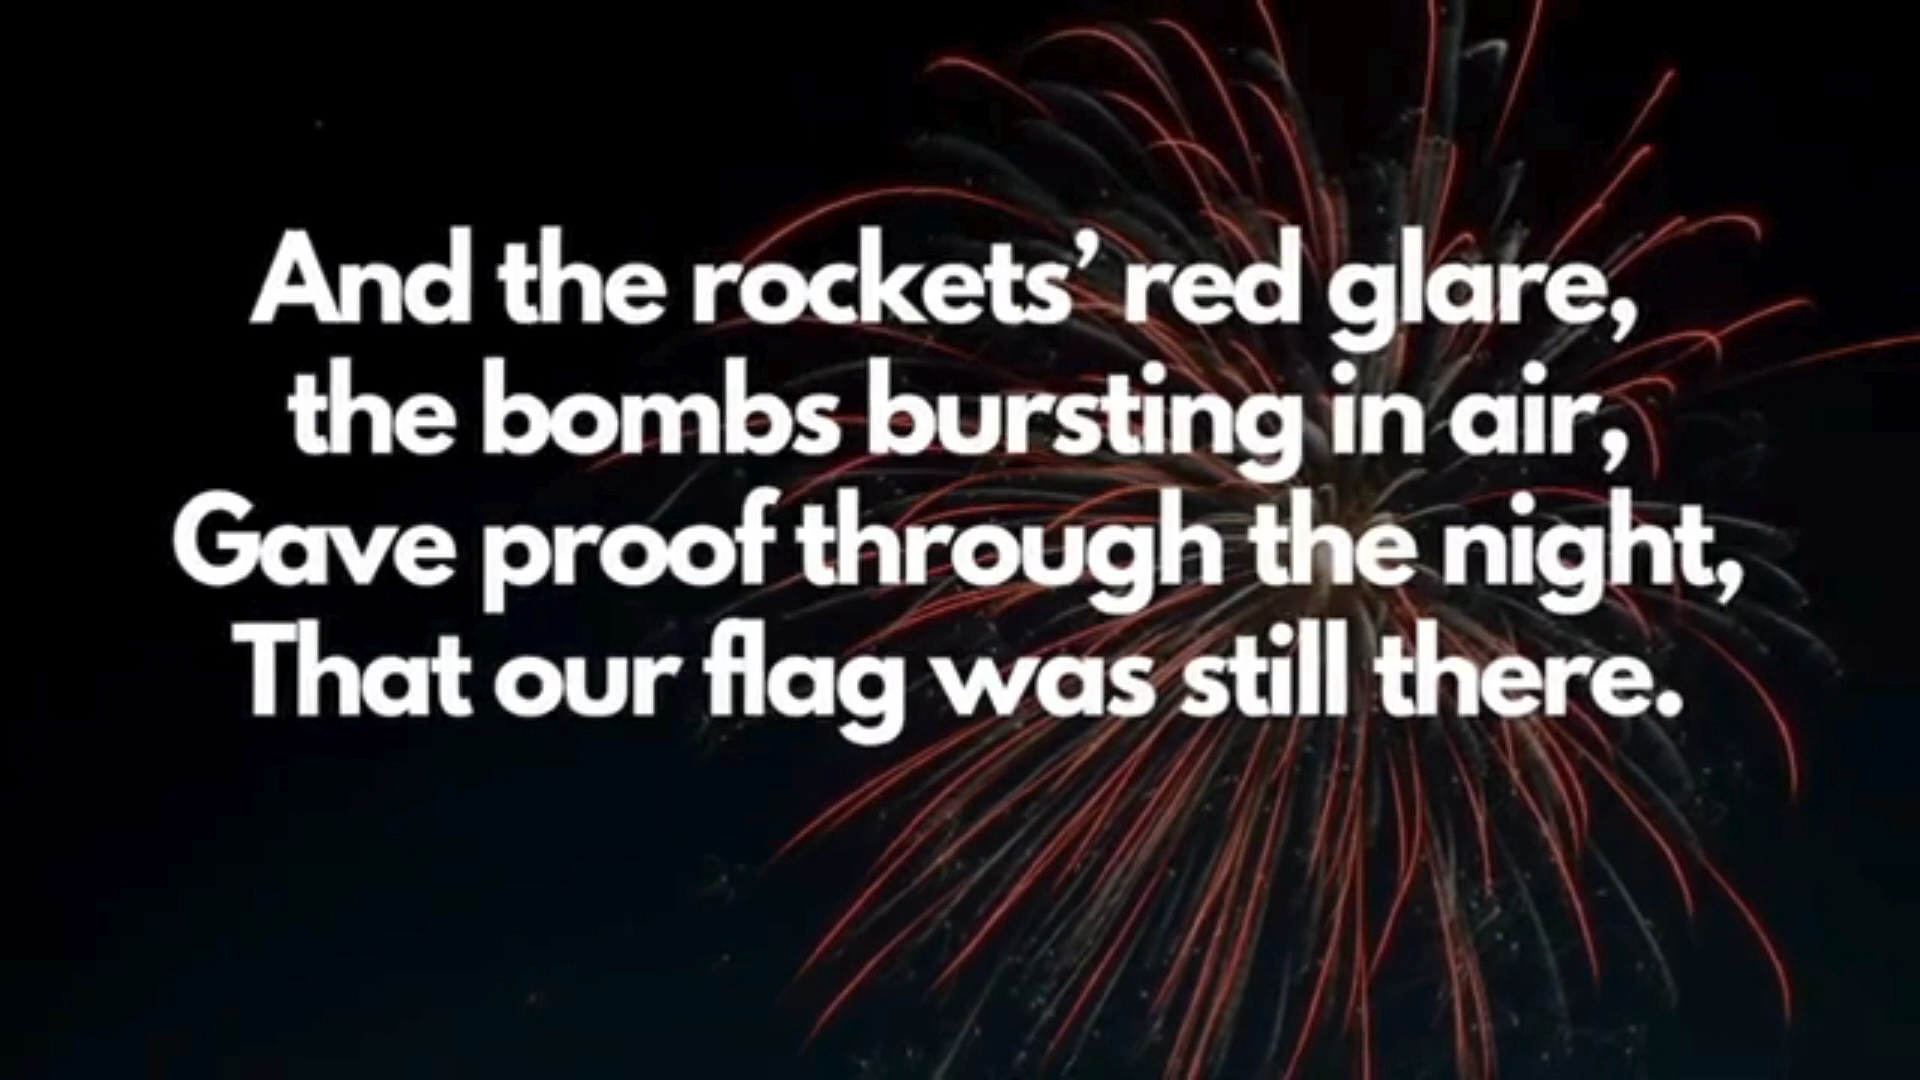 And the rockets’ red glare,
the bombs bursting in air,
Gave proof through the night,
That our flag was still there.